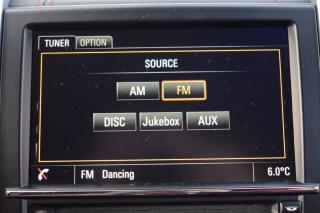 TUNER OPTION
SOURCE
AM FM
DISC Jukebox AUX
FM Dancing 6.0°C